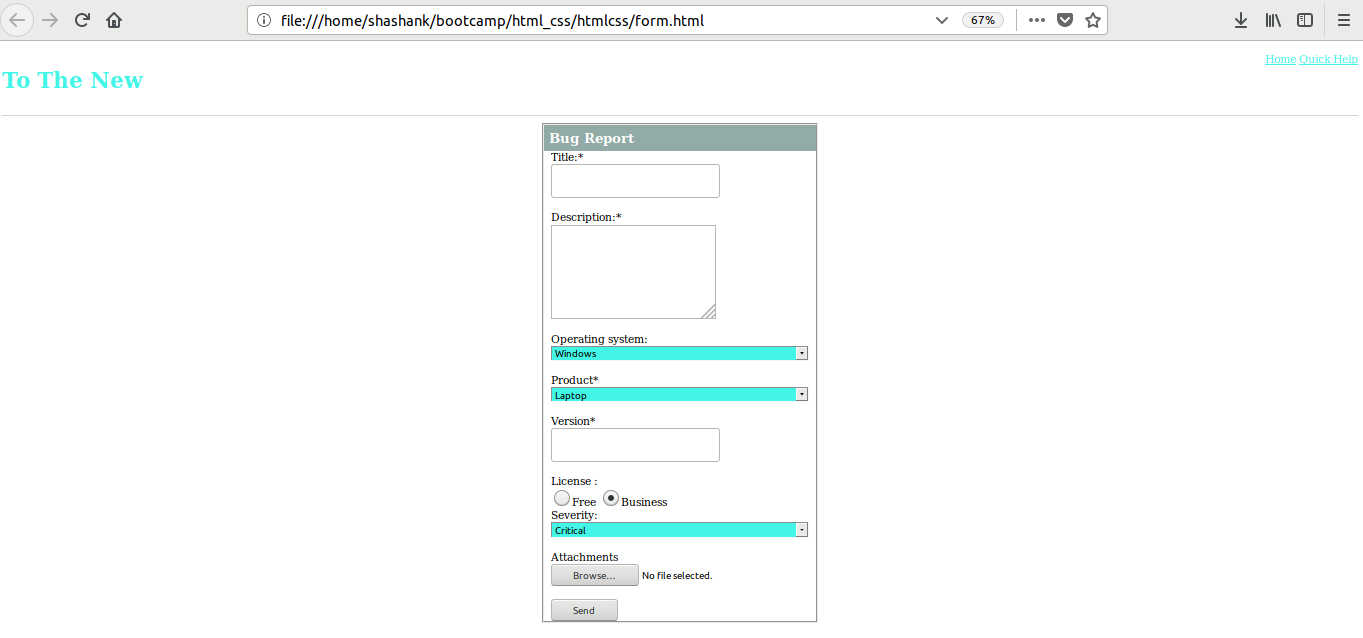 file:///home/shashank/bootcamp/html_css/htmlcss/form.html
67%
Home Quick Help
To The New
Bug Report
Title:*
Description:*
Operating system:
Windows
Product*
Laptop
Version*
License :
Free Business
Severity:
Critical
Attachments
Browse... No file selected.
Send